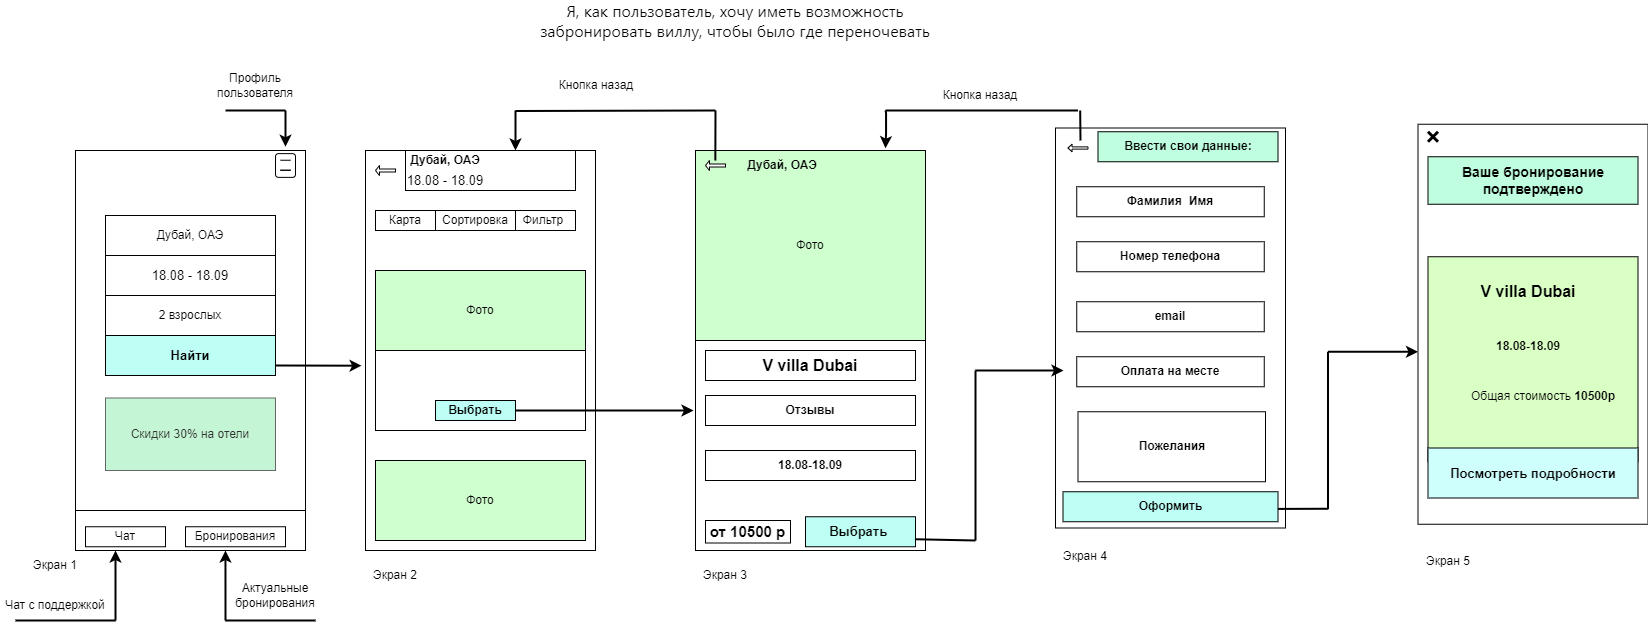 Я, как пользователь, хочу иметь возможность
забронировать виллу, чтобы было где переночевать
Профиль
пользователя
Дубай, ОАЭ
18.08 - 18.09
2 взрослых
Найти
Скидки 30% на отели
Чат
Бронирования
Экран 1
Чат с поддержкой
Актуальные
бронирования
Кнопка назад
Дубай, ОАЭ
18.08 - 18.09
Карта
Сортировка
Фильтр
Фото
Выбрать
Фото
Экран 2
Кнопка назад
Дубай, ОАЭ
Фото
V villa Dubai
Отзывы
18.08-18.09
от 10500 р
Выбрать
Экран 3
Ввести свои данные:
Фамилия  Имя
Номер телефона
email
Оплата на месте
Пожелания
Оформить
Экран 4
Ваше бронирование
подтверждено
V villa Dubai
18.08-18.09
Общая стоимость 10500р
Посмотреть подробности
Экран 5